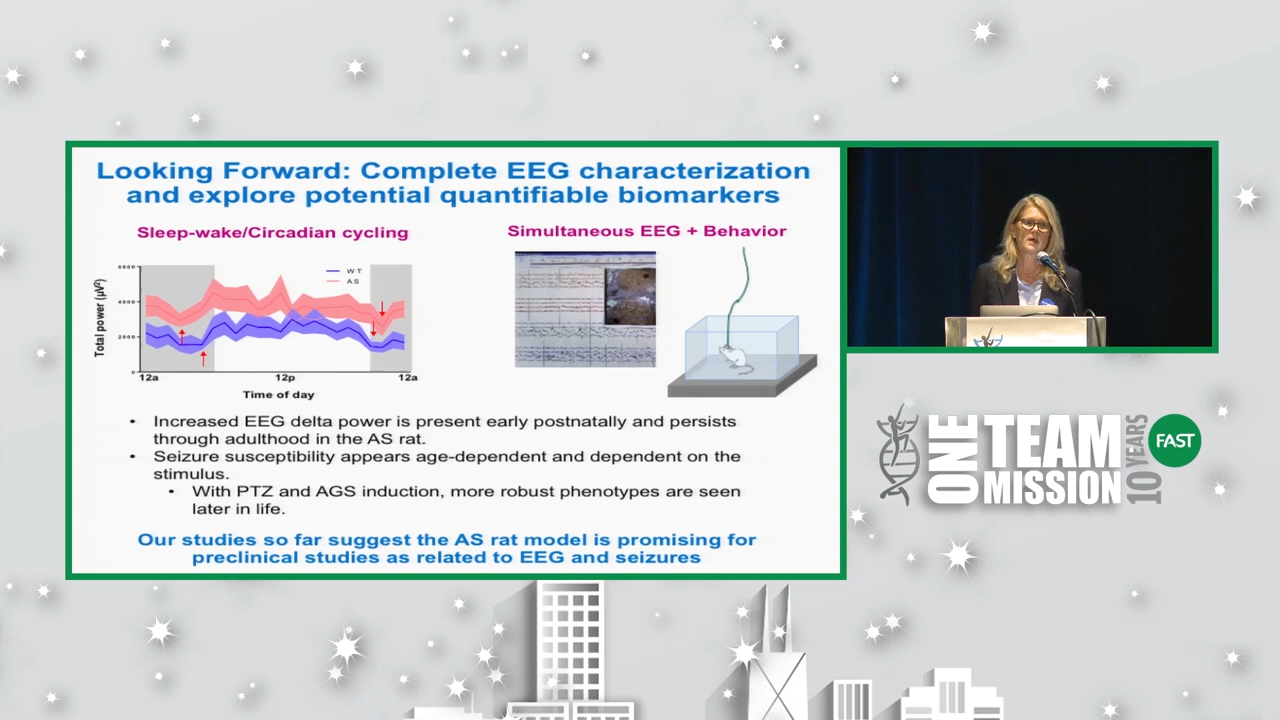 Looking Forward: Complete EEG characterization
and explore potential quantifiable biomarkers
Sleep-wake/Circadian cycling
Simultaneous EEG + Behavior
6000
4000
2000
0
Total power (µV²)
WT
AS
12a
12p
12a
Time of day
• Increased EEG delta power is present early postnatally and persists
through adulthood in the AS rat.
• Seizure susceptibility appears age-dependent and dependent on the
stimulus.
• With PTZ and AGS induction, more robust phenotypes are seen
later in life.
Our studies so far suggest the AS rat model is promising for
preclinical studies as related to EEG and seizures
ONE
TEAM
MISSION
10 YEARS
FAST